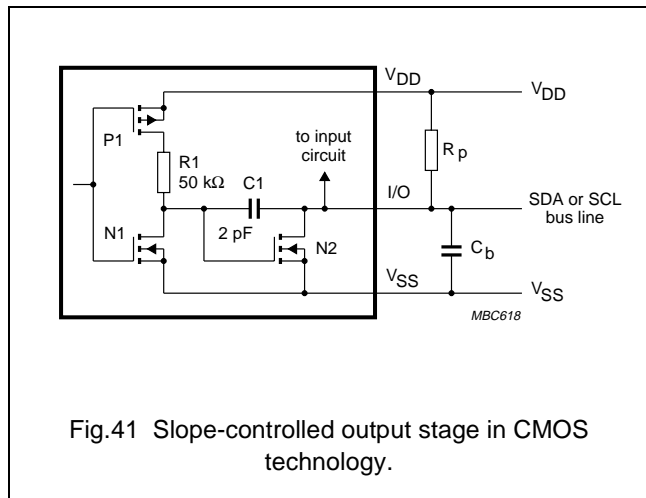 V_DD
V_DD
P1
to input
circuit
R_p
R1
50 kΩ
C1
I/O
SDA or SCL
bus line
N1
2 pF
N2
C_b
V_SS
V_SS
MBC618
Fig.41 Slope-controlled output stage in CMOS
technology.